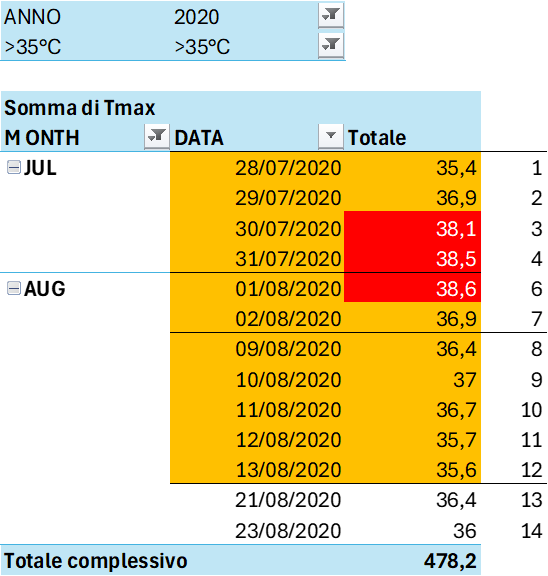 ANNO 2020
>35°C >35°C
Somma di Tmax
MONTH DATA Totale
JUL 28/07/2020 35,4 1
29/07/2020 36,9 2
30/07/2020 38,1 3
31/07/2020 38,5 4
AUG 01/08/2020 38,6 6
02/08/2020 36,9 7
09/08/2020 36,4 8
10/08/2020 37 9
11/08/2020 36,7 10
12/08/2020 35,7 11
13/08/2020 35,6 12
21/08/2020 36,4 13
23/08/2020 36 14
Totale complessivo 478,2